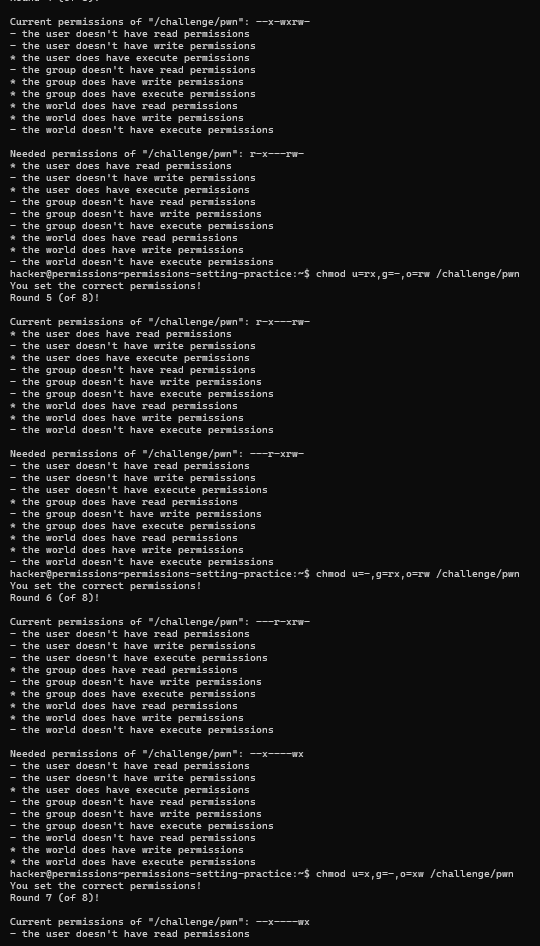 Current permissions of "/challenge/pwn": --x-wxrw-
- the user doesn't have read permissions
- the user doesn't have write permissions
* the user does have execute permissions
- the group doesn't have read permissions
* the group does have write permissions
* the group does have execute permissions
* the world does have read permissions
* the world does have write permissions
- the world doesn't have execute permissions
Needed permissions of "/challenge/pwn": r-x---rw-
* the user does have read permissions
- the user doesn't have write permissions
* the user does have execute permissions
- the group doesn't have read permissions
- the group doesn't have write permissions
- the group doesn't have execute permissions
* the world does have read permissions
* the world does have write permissions
- the world doesn't have execute permissions
hacker@permissions~permissions-setting-practice:~$ chmod u=rx,g=-,o=rw /challenge/pwn
You set the correct permissions!
Round 5 (of 8)!
Current permissions of "/challenge/pwn": r-x---rw-
* the user does have read permissions
- the user doesn't have write permissions
* the user does have execute permissions
- the group doesn't have read permissions
- the group doesn't have write permissions
- the group doesn't have execute permissions
* the world does have read permissions
* the world does have write permissions
- the world doesn't have execute permissions
Needed permissions of "/challenge/pwn": ---r-xrw-
- the user doesn't have read permissions
- the user doesn't have write permissions
- the user doesn't have execute permissions
* the group does have read permissions
- the group doesn't have write permissions
* the group does have execute permissions
* the world does have read permissions
* the world does have write permissions
- the world doesn't have execute permissions
hacker@permissions~permissions-setting-practice:~$ chmod u=-,g=rx,o=rw /challenge/pwn
You set the correct permissions!
Round 6 (of 8)!
Current permissions of "/challenge/pwn": ---r-xrw-
- the user doesn't have read permissions
- the user doesn't have write permissions
- the user doesn't have execute permissions
* the group does have read permissions
- the group doesn't have write permissions
* the group does have execute permissions
* the world does have read permissions
* the world does have write permissions
- the world doesn't have execute permissions
Needed permissions of "/challenge/pwn": --x----wx
- the user doesn't have read permissions
- the user doesn't have write permissions
* the user does have execute permissions
- the group doesn't have read permissions
- the group doesn't have write permissions
- the group doesn't have execute permissions
- the world doesn't have read permissions
* the world does have write permissions
* the world does have execute permissions
hacker@permissions~permissions-setting-practice:~$ chmod u=x,g=-,o=xw /challenge/pwn
You set the correct permissions!
Round 7 (of 8)!
Current permissions of "/challenge/pwn": --x----wx
- the user doesn't have read permissions